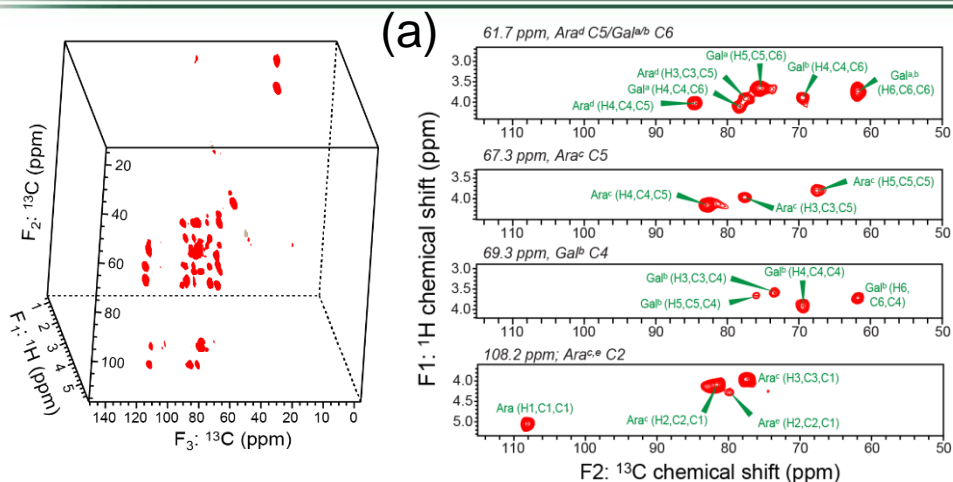 (a)
F₂: ¹³C (ppm)
20
40
60
80
100
F₁: ¹H (ppm)
1
2
3
4
5
140 120 100 80 60 40 20 0
F₃: ¹³C (ppm)
F1: ¹H chemical shift (ppm)
61.7 ppm, Araᵈ C5/Galᵃ/ᵇ C6
3.0
3.5
4.0
Galᵃ (H5,C5,C6)
Araᵈ (H3,C3,C5)
Galᵃ (H4,C4,C6)
Araᵈ (H4,C4,C5)
Galᵇ (H4,C4,C6)
Galᵃ,ᵇ
(H6,C6,C6)
110 100 90 80 70 60 50
67.3 ppm, Araᶜ C5
3.5
4.0
Araᶜ (H4,C4,C5)
Araᶜ (H5,C5,C5)
Araᶜ (H3,C3,C5)
110 100 90 80 70 60 50
69.3 ppm, Galᵇ C4
3.0
3.5
4.0
Galᵇ (H3,C3,C4)
Galᵇ (H4,C4,C4)
Galᵇ (H5,C5,C4)
Galᵇ (H6,
C6,C4)
110 100 90 80 70 60 50
108.2 ppm; Araᶜ,ᵉ C2
4.0
4.5
5.0
Ara (H1,C1,C1)
Araᶜ (H3,C3,C1)
Araᶜ (H2,C2,C1)
Araᵉ (H2,C2,C1)
110 100 90 80 70 60 50
F2: ¹³C chemical shift (ppm)